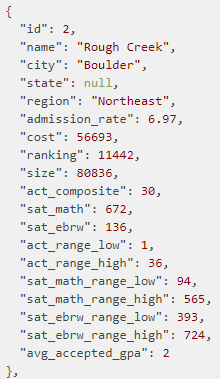 {
"id": 2,
"name": "Rough Creek",
"city": "Boulder",
"state": null,
"region": "Northeast",
"admission_rate": 6.97,
"cost": 56693,
"ranking": 11442,
"size": 80836,
"act_composite": 30,
"sat_math": 672,
"sat_ebrw": 136,
"act_range_low": 1,
"act_range_high": 36,
"sat_math_range_low": 94,
"sat_math_range_high": 565,
"sat_ebrw_range_low": 393,
"sat_ebrw_range_high": 724,
"avg_accepted_gpa": 2
},